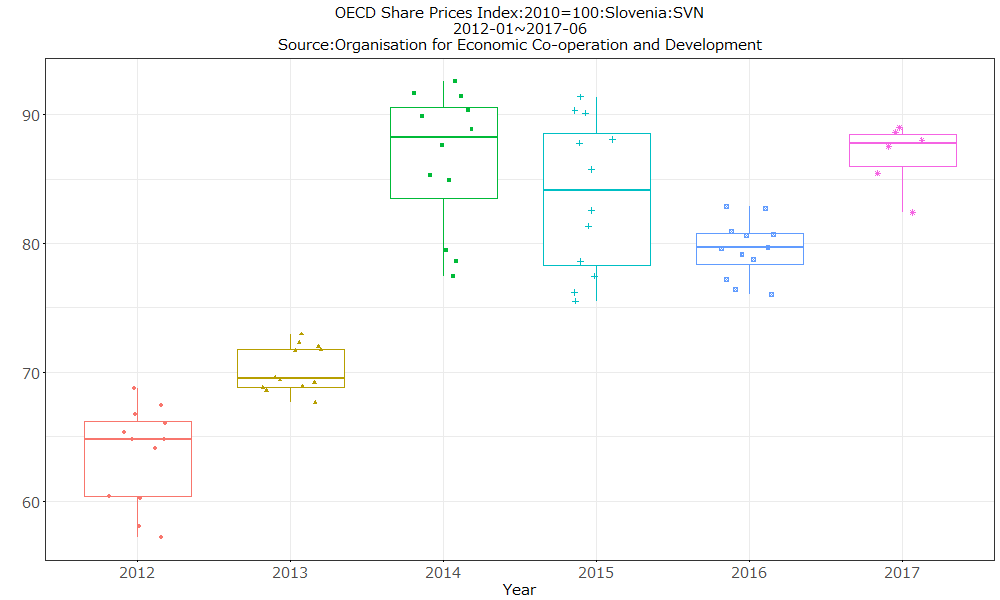 OECD Share Prices Index:2010=100:Slovenia:SVN
2012-01~2017-06
Source:Organisation for Economic Co-operation and Development
90
80
70
60
2012 2013 2014 2015 2016 2017
Year